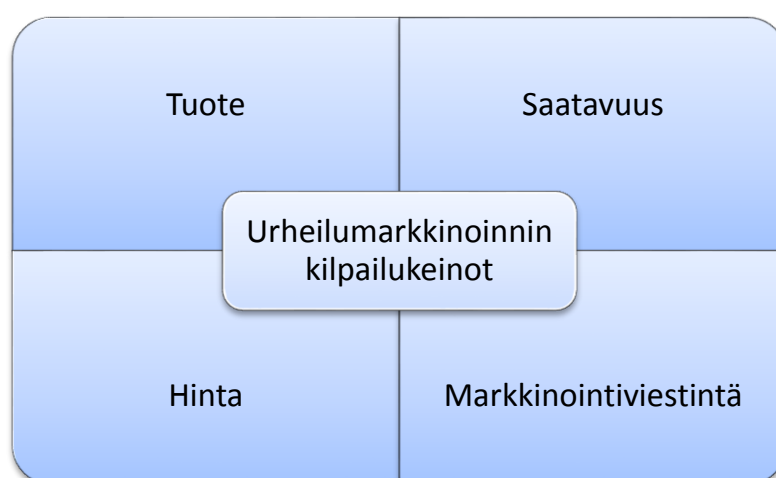 Tuote
Saatavuus
Urheilumarkkinoinnin
kilpailukeinot
Hinta
Markkinointiviestintä